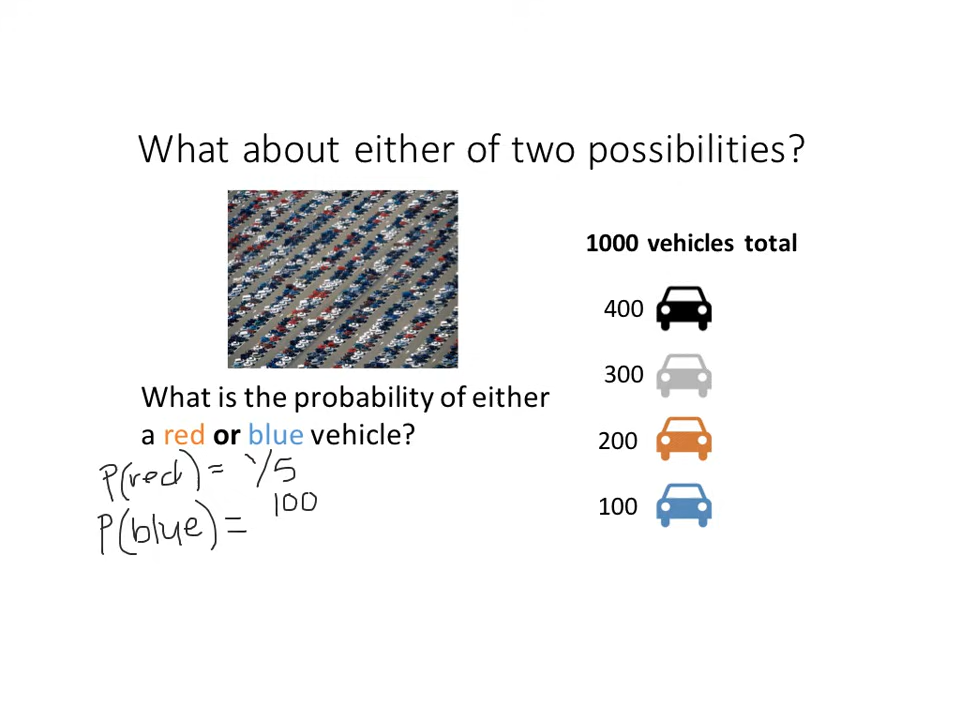 What about either of two possibilities?
1000 vehicles total
400
300
200
100
What is the probability of either
a red or blue vehicle?
P(red) = 1/5
P(blue) = 100